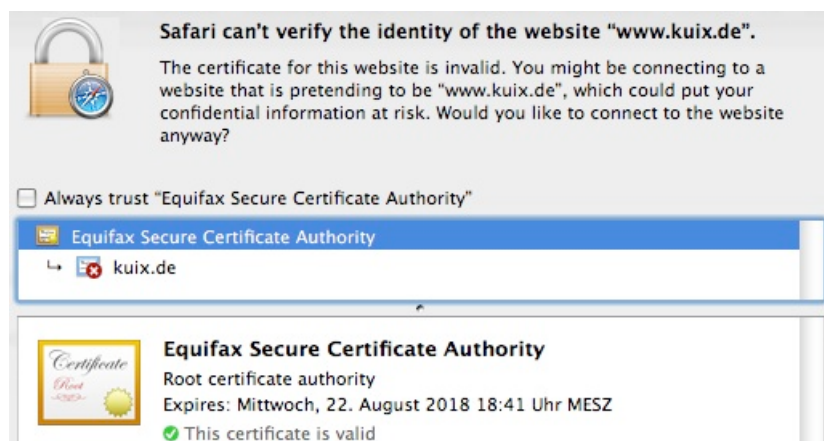 Safari can't verify the identity of the website “www.kuix.de”.
The certificate for this website is invalid. You might be connecting to a
website that is pretending to be “www.kuix.de”, which could put your
confidential information at risk. Would you like to connect to the website
anyway?
Always trust “Equifax Secure Certificate Authority”
Equifax Secure Certificate Authority
kuix.de
Certificate
Root
Equifax Secure Certificate Authority
Root certificate authority
Expires: Mittwoch, 22. August 2018 18:41 Uhr MESZ
This certificate is valid